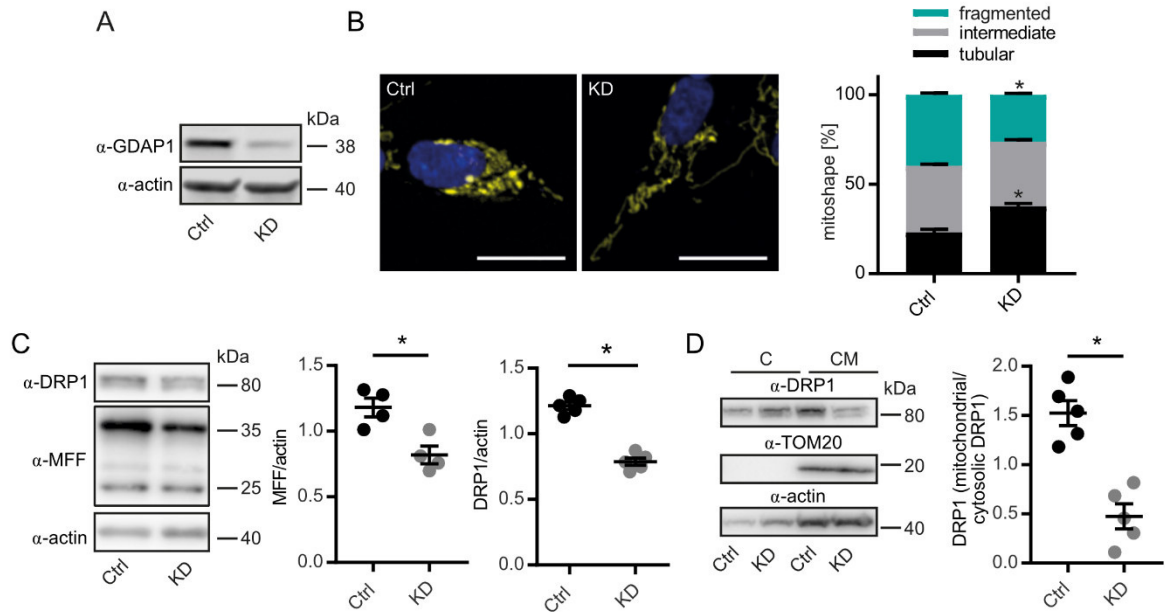 A
α-GDAP1
α-actin
kDa
38
40
Ctrl
KD
B
Ctrl
KD
fragmented
intermediate
tubular
mitoshape [%]
100
50
0
*
*
Ctrl
KD
C
α-DRP1
α-MFF
α-actin
kDa
80
35
25
40
Ctrl
KD
MFF/actin
1.5
1.0
0.5
0.0
*
Ctrl
KD
DRP1/actin
1.5
1.0
0.5
0.0
*
Ctrl
KD
D
C
CM
α-DRP1
kDa
80
α-TOM20
20
α-actin
40
Ctrl
KD
Ctrl
KD
DRP1 (mitochondrial/
cytosolic DRP1)
2.0
1.5
1.0
0.5
0.0
*
Ctrl
KD